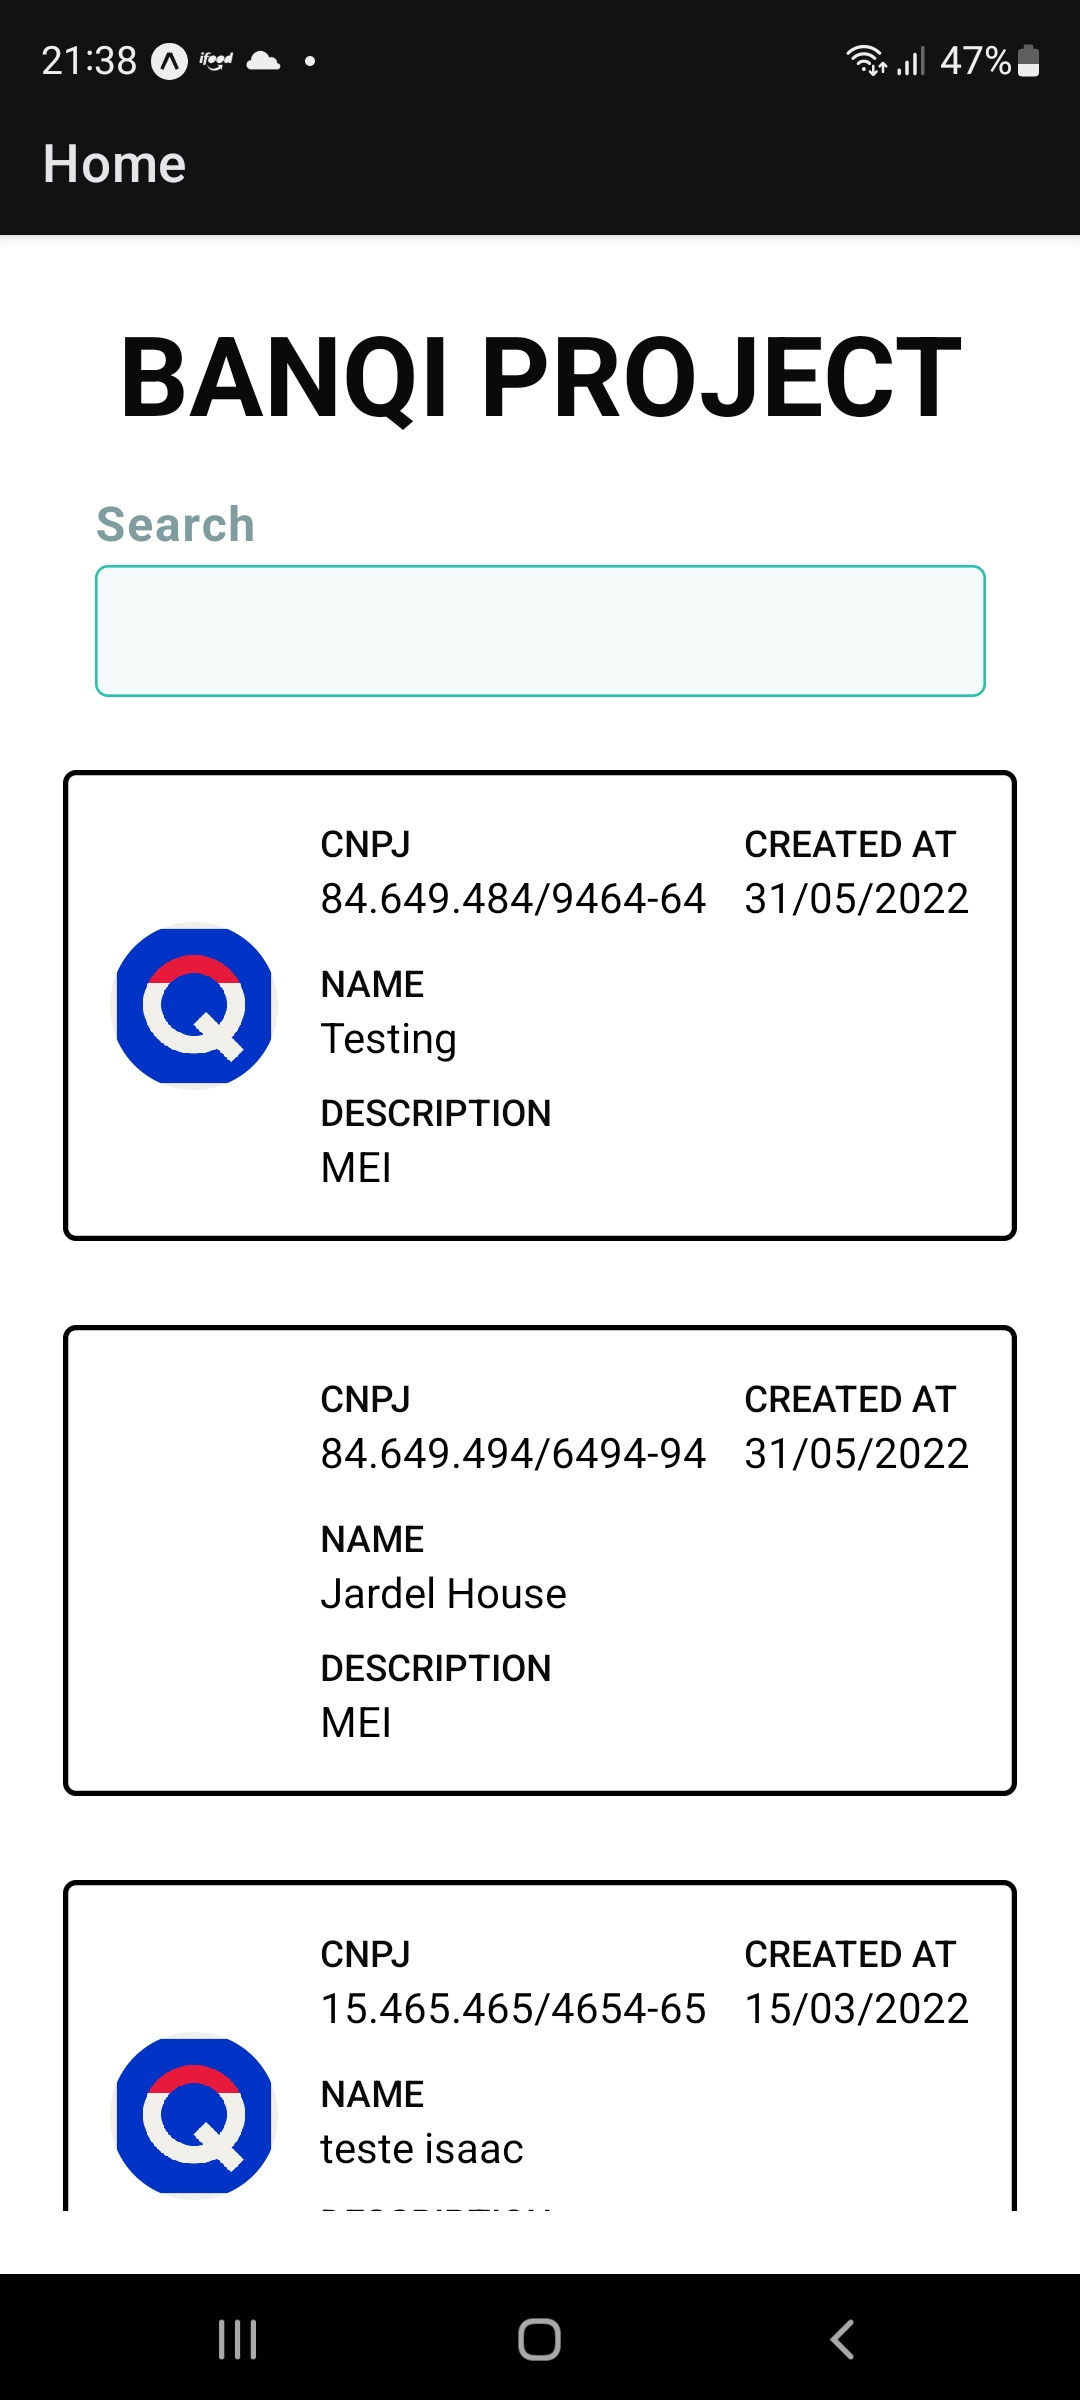 21:38 ifood 47%
Home
BANQI PROJECT
Search
CNPJ CREATED AT
84.649.484/9464-64 31/05/2022
NAME
Testing
DESCRIPTION
MEI
CNPJ CREATED AT
84.649.494/6494-94 31/05/2022
NAME
Jardel House
DESCRIPTION
MEI
CNPJ CREATED AT
15.465.465/4654-65 15/03/2022
NAME
teste isaac